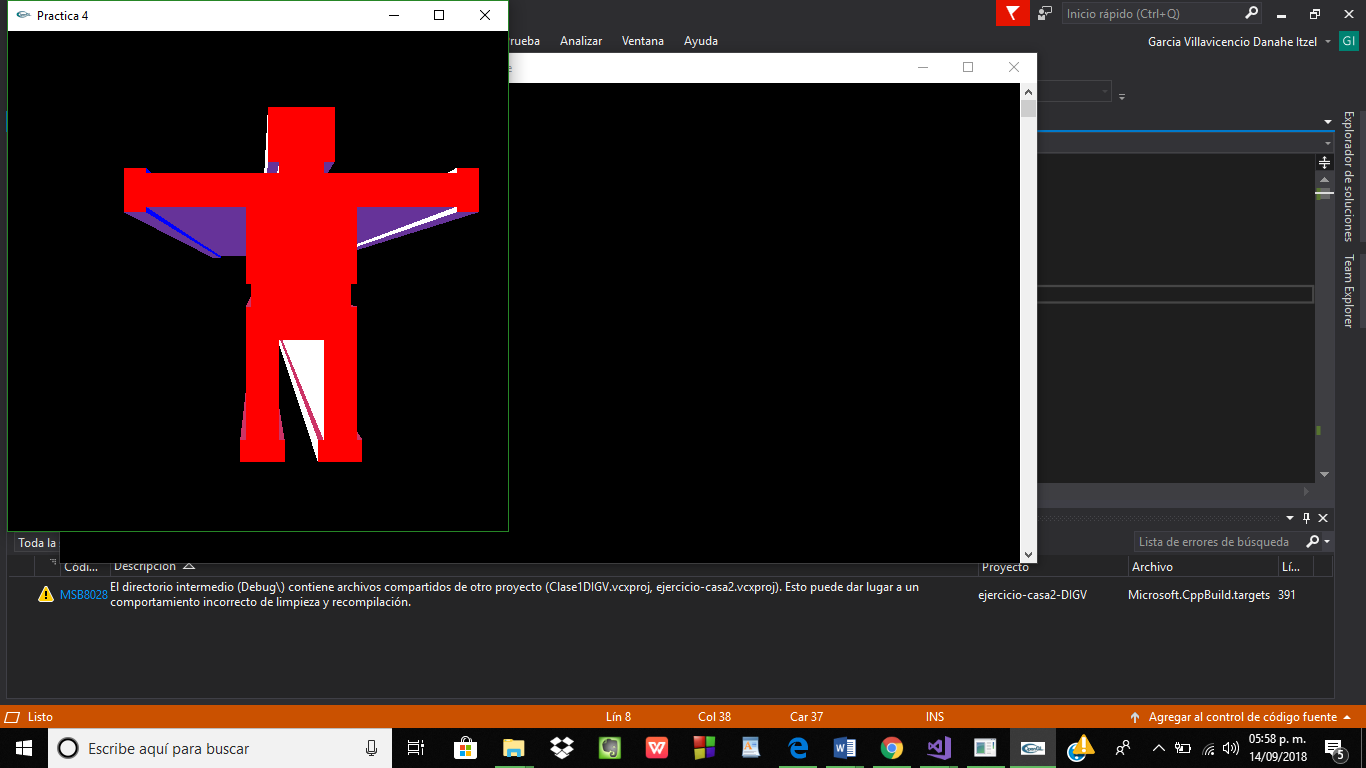 Practica 4
Inicio rápido (Ctrl+Q)
rueba Analizar Ventana Ayuda
Garcia Villavicencio Danahe Itzel GI
Explorador de soluciones
Team Explorer
Toda la
Lista de errores de búsqueda
Códi... Descripción Proyecto Archivo Lí...
MSB8028 El directorio intermedio (Debug\) contiene archivos compartidos de otro proyecto (Clase1DIGV.vcxproj, ejercicio-casa2.vcxproj). Esto puede dar lugar a un
comportamiento incorrecto de limpieza y recompilación.
ejercicio-casa2-DIGV Microsoft.CppBuild.targets 391
Listo Lín 8 Col 38 Car 37 INS Agregar al control de código fuente
Escribe aquí para buscar
05:58 p. m.
14/09/2018
5